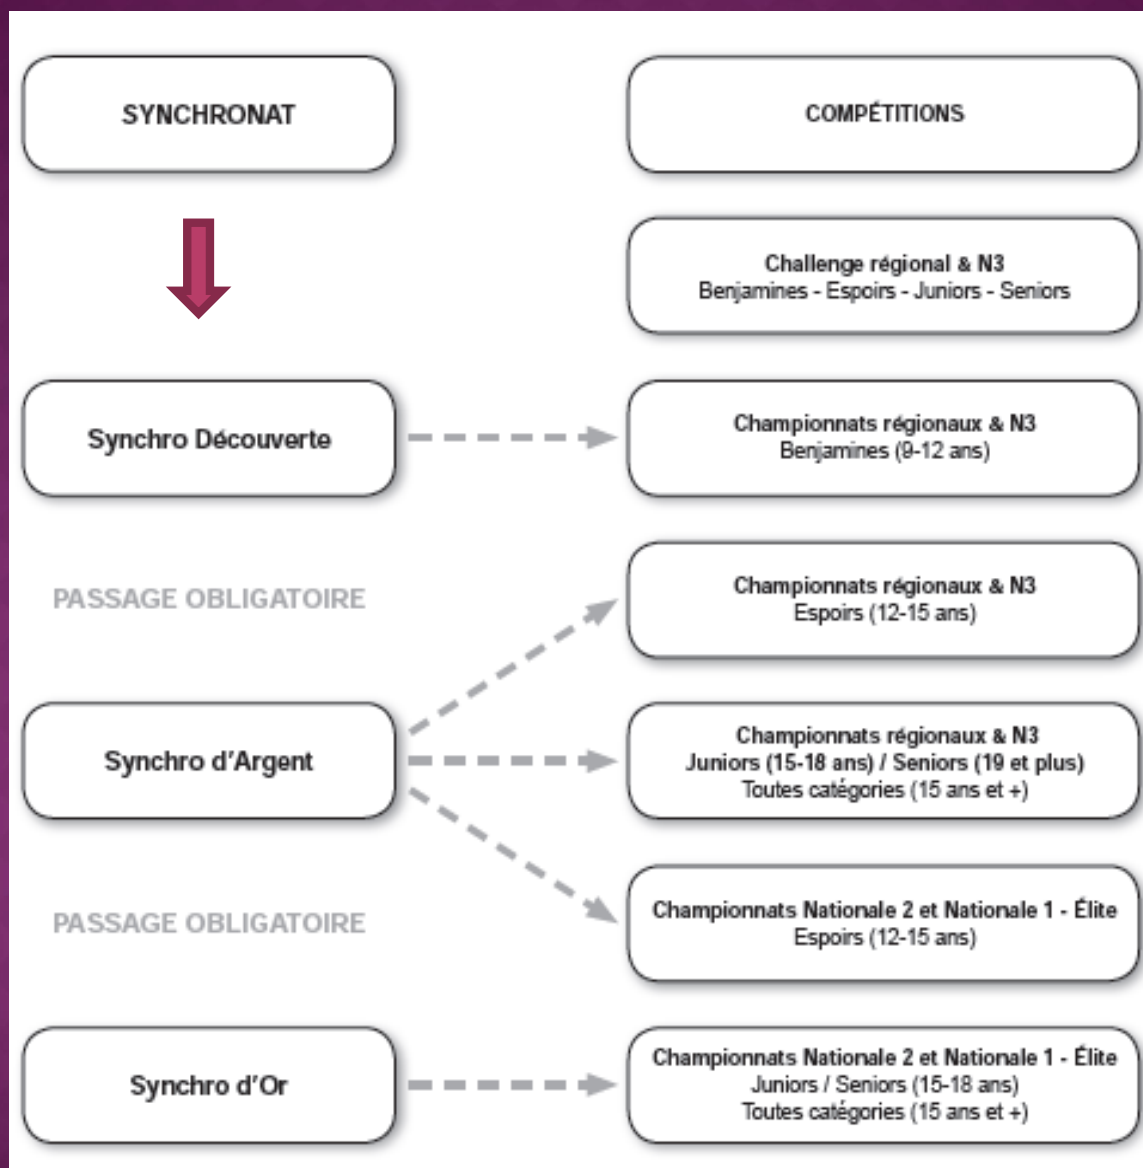 SYNCHRONAT
COMPÉTITIONS
Challenge régional & N3
Benjamines - Espoirs - Juniors - Seniors
Synchro Découverte
Championnats régionaux & N3
Benjamines (9-12 ans)
PASSAGE OBLIGATOIRE
Championnats régionaux & N3
Espoirs (12-15 ans)
Synchro d'Argent
Championnats régionaux & N3
Juniors (15-18 ans) / Seniors (19 et plus)
Toutes catégories (15 ans et +)
PASSAGE OBLIGATOIRE
Championnats Nationale 2 et Nationale 1 - Élite
Espoirs (12-15 ans)
Synchro d'Or
Championnats Nationale 2 et Nationale 1 - Élite
Juniors / Seniors (15-18 ans)
Toutes catégories (15 ans et +)